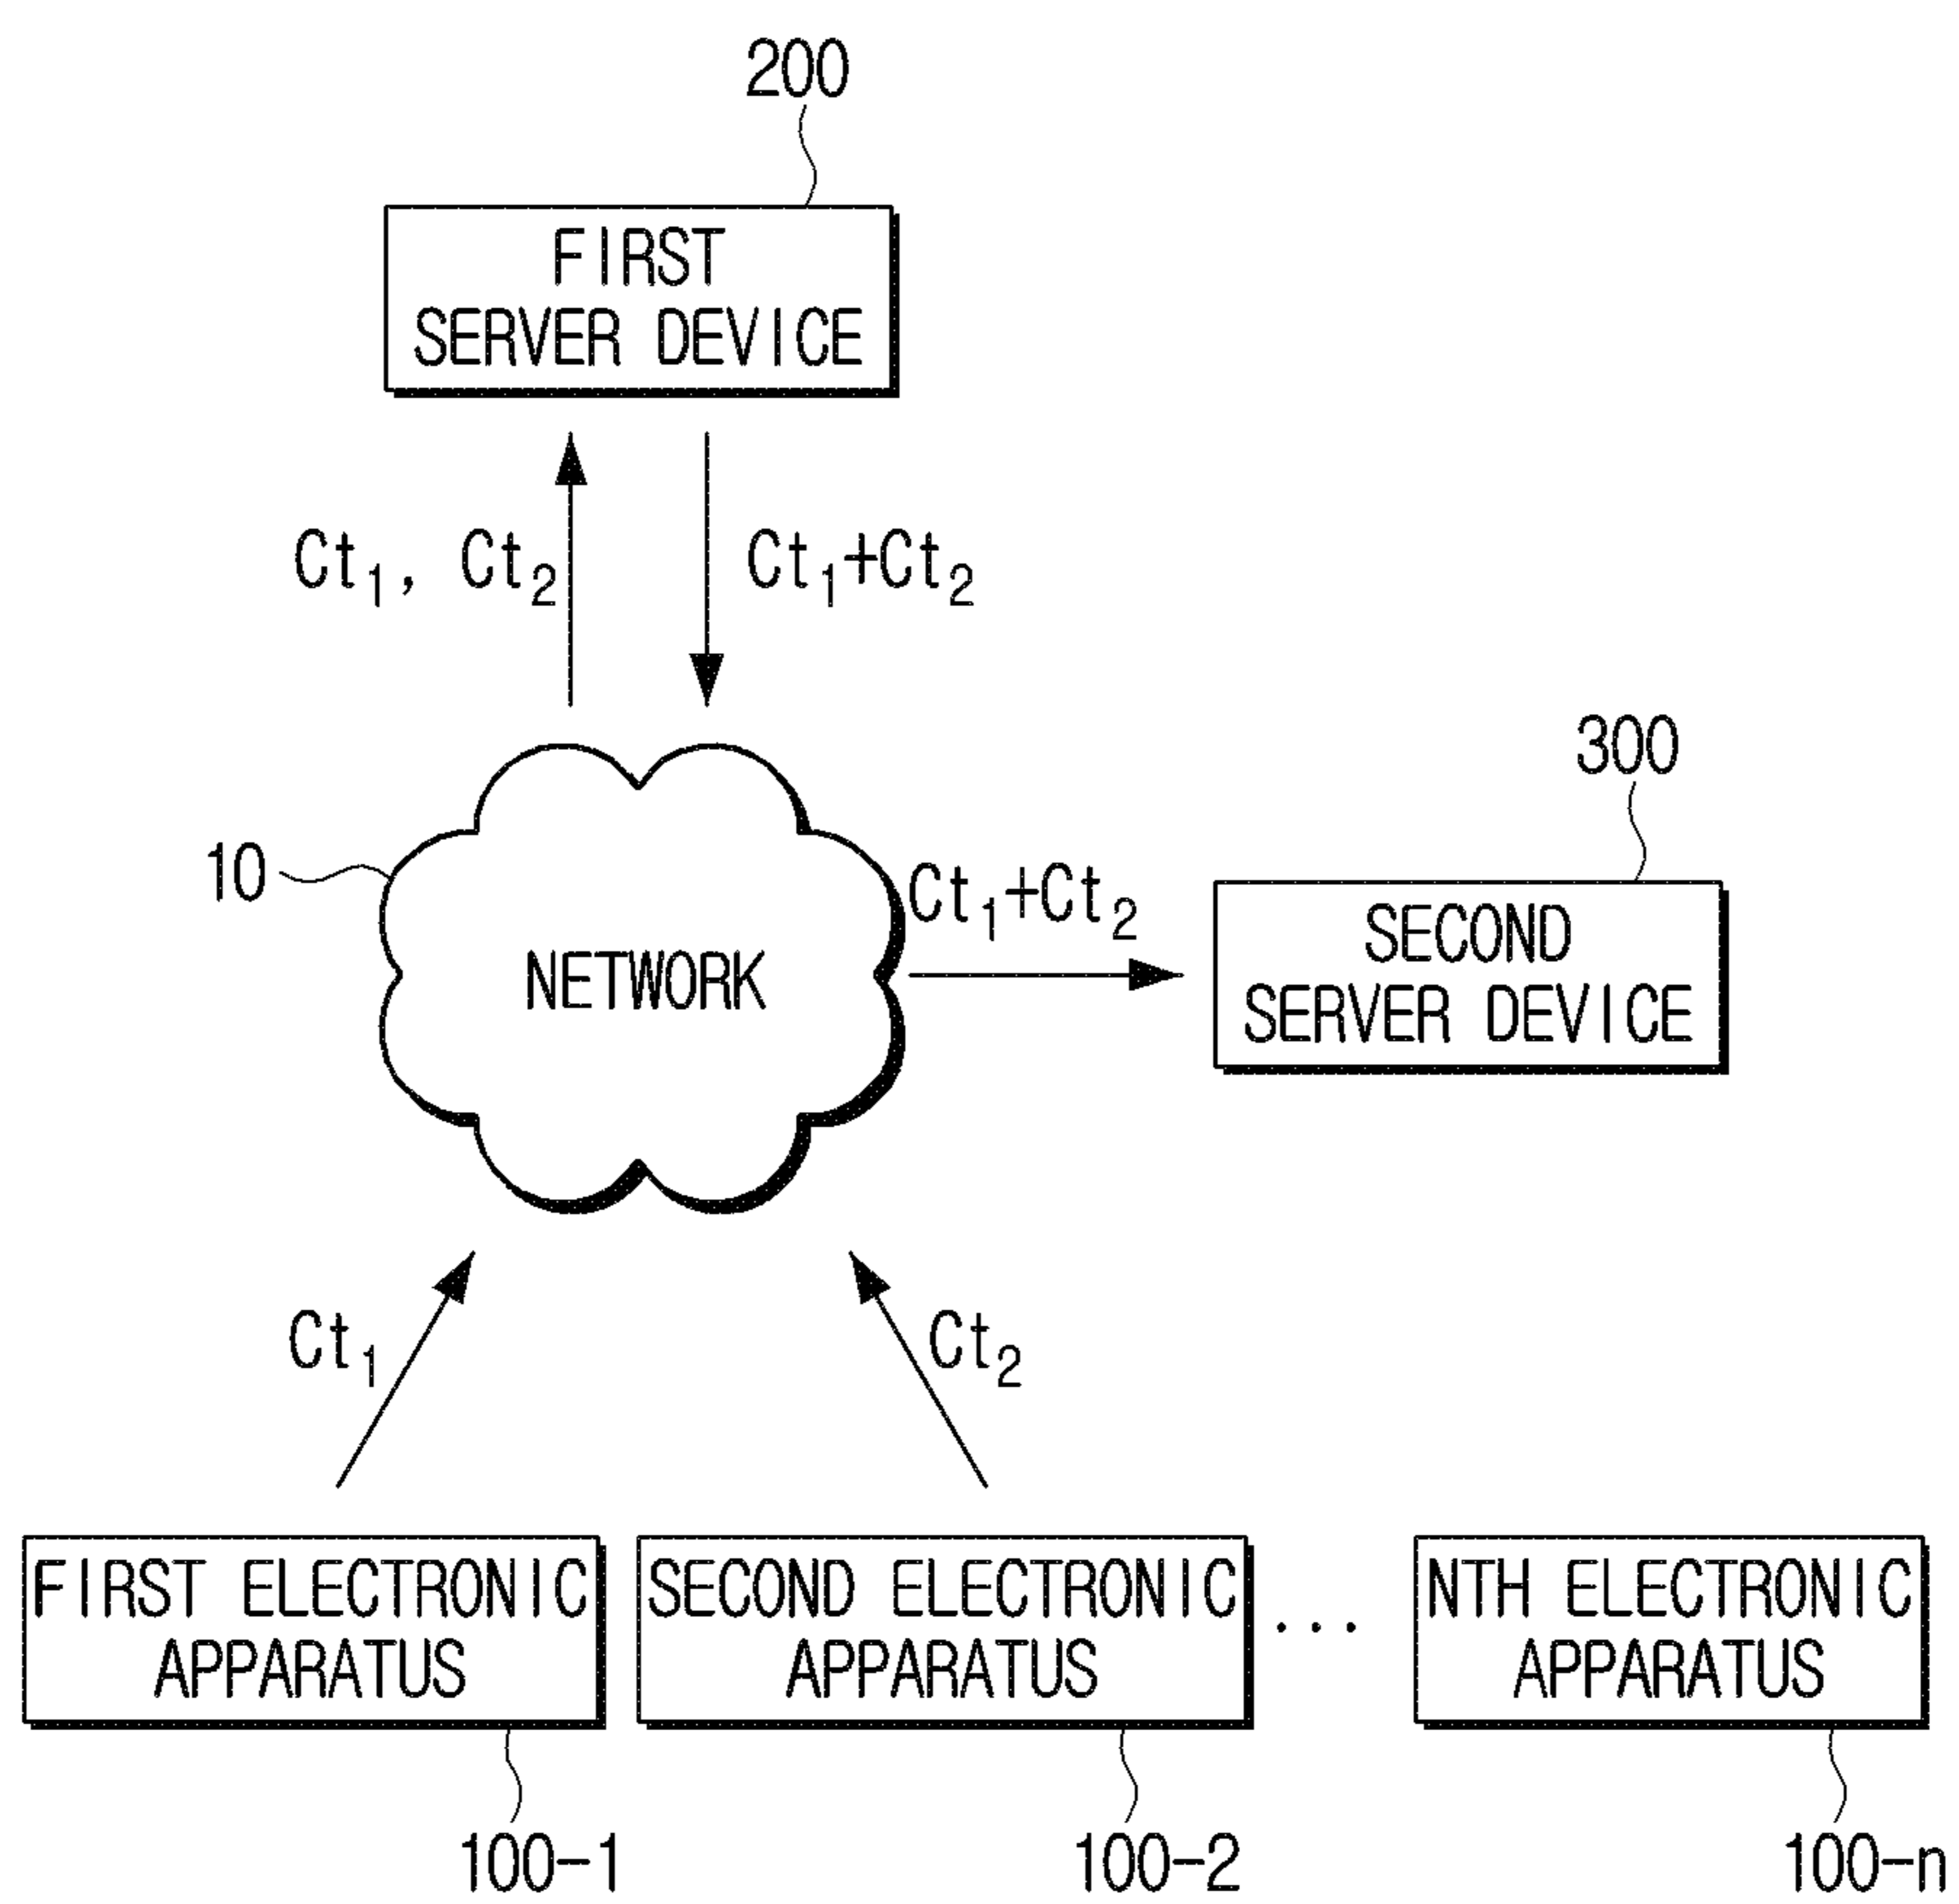 200
FIRST
SERVER DEVICE
Ct₁, Ct₂
Ct₁+Ct₂
300
10
Ct₁+Ct₂
SECOND
SERVER DEVICE
NETWORK
Ct₁
Ct₂
FIRST ELECTRONIC
APPARATUS
SECOND ELECTRONIC
APPARATUS
...
NTH ELECTRONIC
APPARATUS
100-1
100-2
100-n